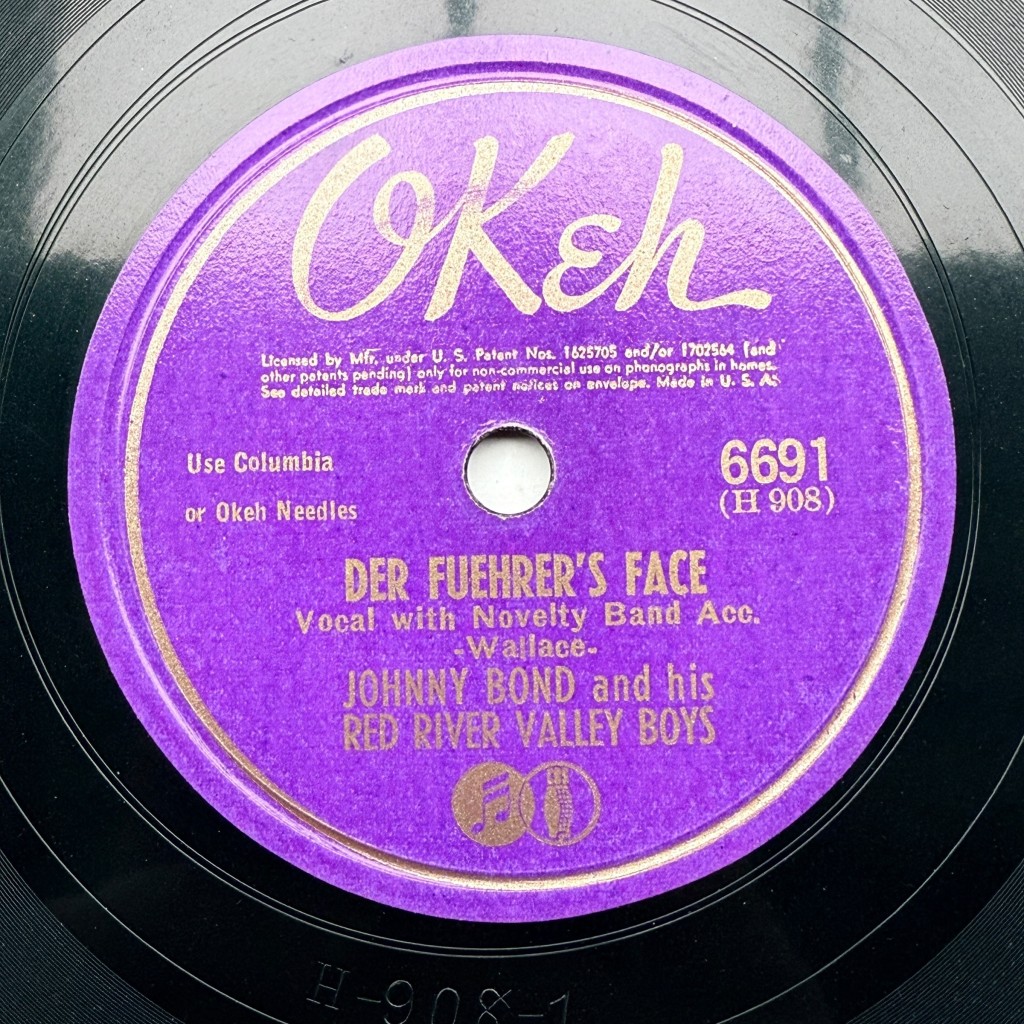 OKeh
Licensed by Mfr. under U. S. Patent Nos. 1625705 and/or 1702564 (and
other patents pending) only for non-commercial use on phonographs in homes.
See detailed trade mark and patent notices on envelope. Made in U. S. A.
Use Columbia
or Okeh Needles
6691
(H 908)
DER FUEHRER'S FACE
Vocal with Novelty Band Acc.
-Wallace-
JOHNNY BOND and his
RED RIVER VALLEY BOYS
H-908-1